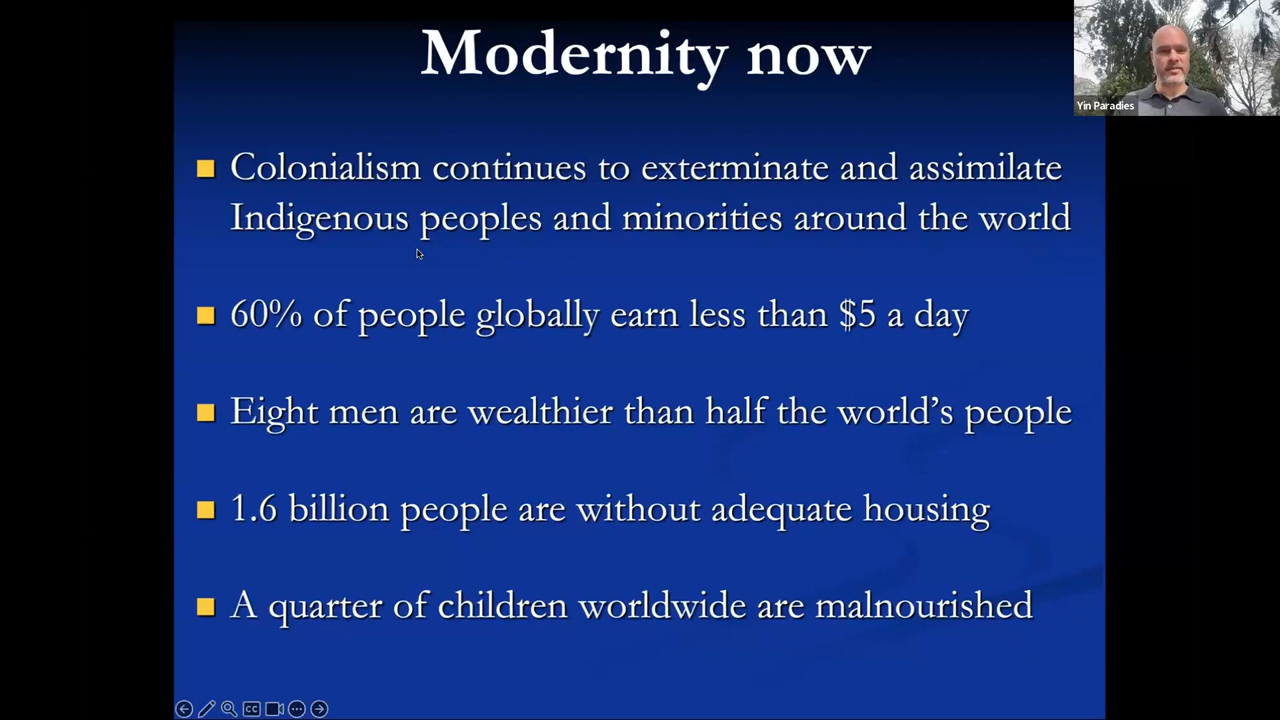 Modernity now
Yin Paradies
Colonialism continues to exterminate and assimilate
Indigenous peoples and minorities around the world
60% of people globally earn less than $5 a day
Eight men are wealthier than half the world's people
1.6 billion people are without adequate housing
A quarter of children worldwide are malnourished
CC